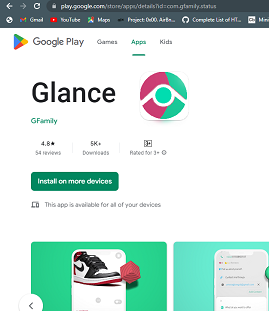 play.google.com/store/apps/details?id=com.gfamily.status
Gmail YouTube Maps Project 0x00. AirBn... Complete List of HT... Mine
Google Play Games Apps Kids
Glance
GFamily
4.8★ 5K+ 3+
54 reviews Downloads Rated for 3+
Install on more devices
This app is available for all of your devices